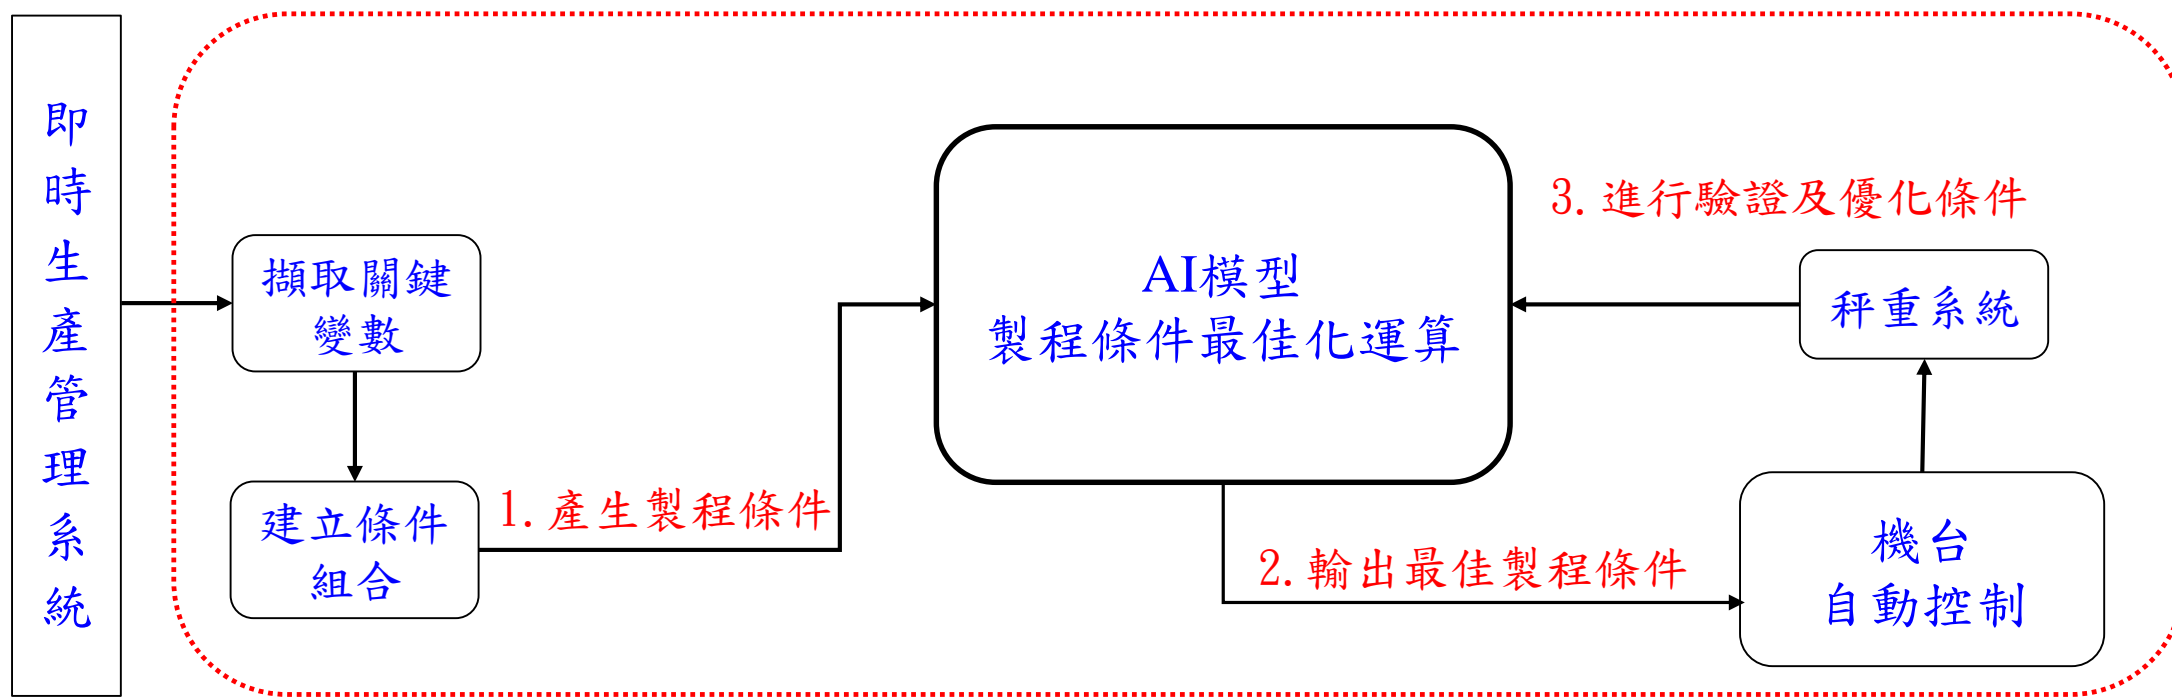 即時生產管理系統
擷取關鍵
變數
建立條件
組合
1.產生製程條件
AI模型
製程條件最佳化運算
2.輸出最佳製程條件
3.進行驗證及優化條件
秤重系統
機台
自動控制